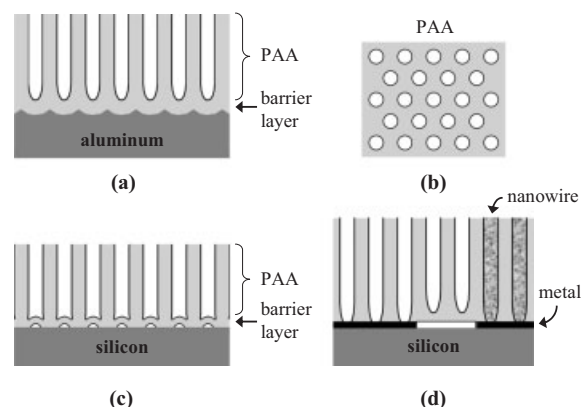 PAA
barrier
layer
aluminum
(a)
PAA
(b)
PAA
barrier
layer
silicon
(c)
nanowire
metal
silicon
(d)